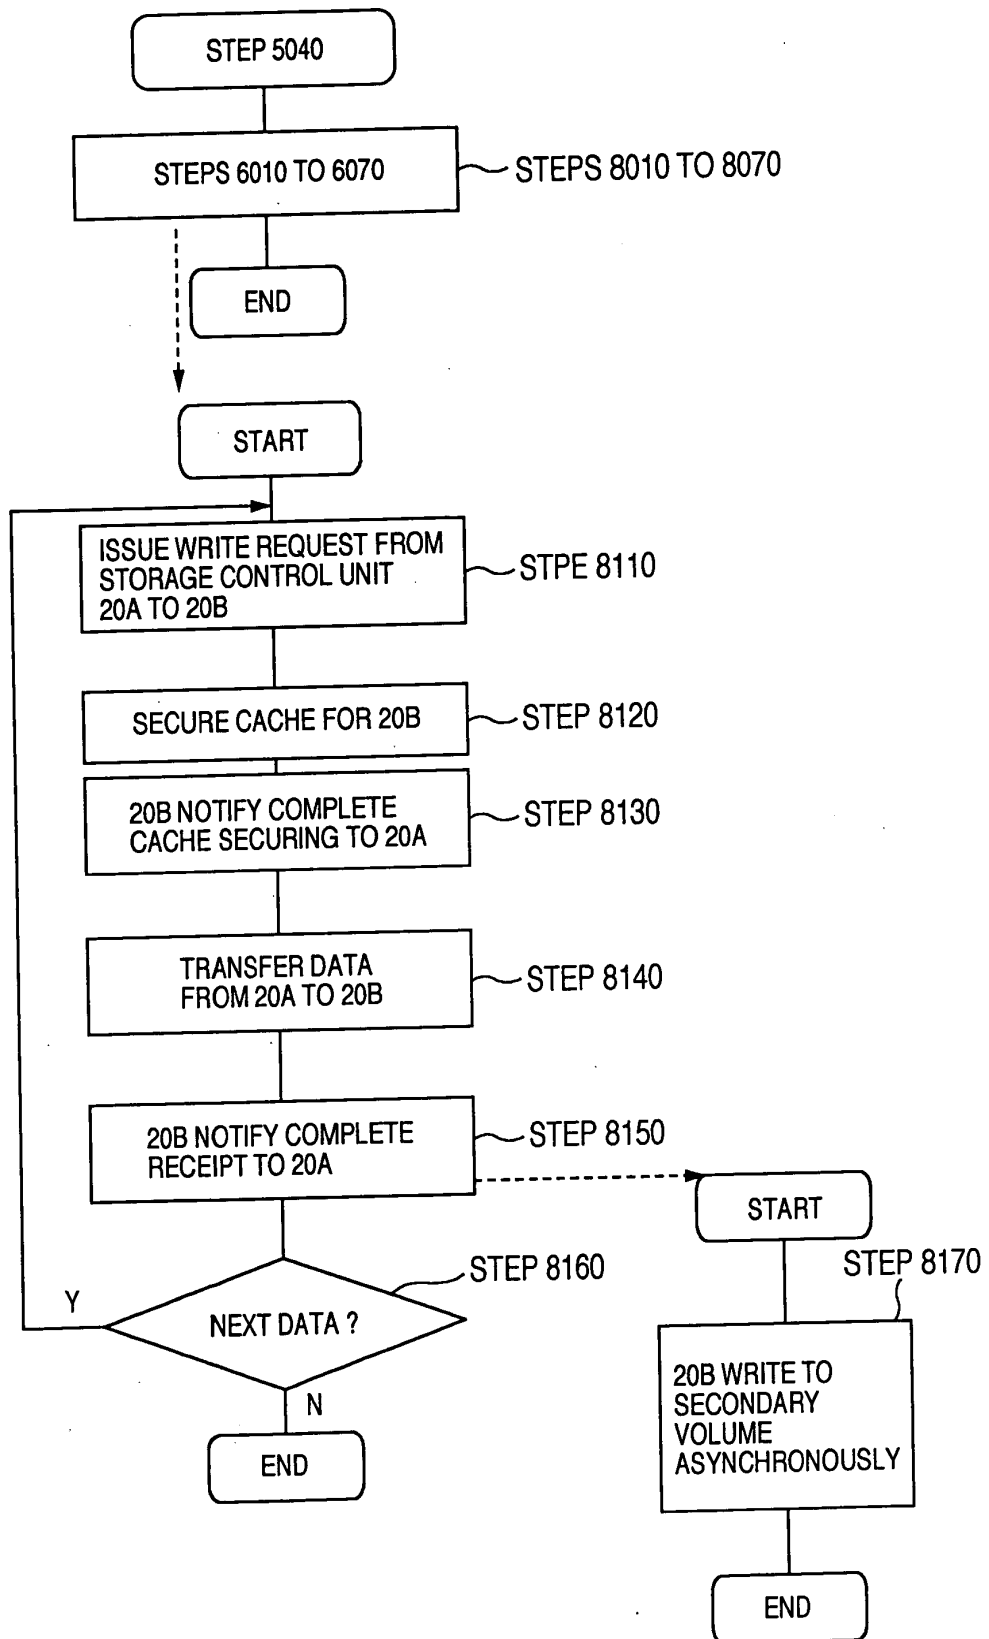 STEP 5040
STEPS 6010 TO 6070
STEPS 8010 TO 8070
END
START
ISSUE WRITE REQUEST FROM
STORAGE CONTROL UNIT
20A TO 20B
STPE 8110
SECURE CACHE FOR 20B
STEP 8120
20B NOTIFY COMPLETE
CACHE SECURING TO 20A
STEP 8130
TRANSFER DATA
FROM 20A TO 20B
STEP 8140
20B NOTIFY COMPLETE
RECEIPT TO 20A
STEP 8150
START
STEP 8160
STEP 8170
Y
NEXT DATA ?
N
20B WRITE TO
SECONDARY
VOLUME
ASYNCHRONOUSLY
END
END